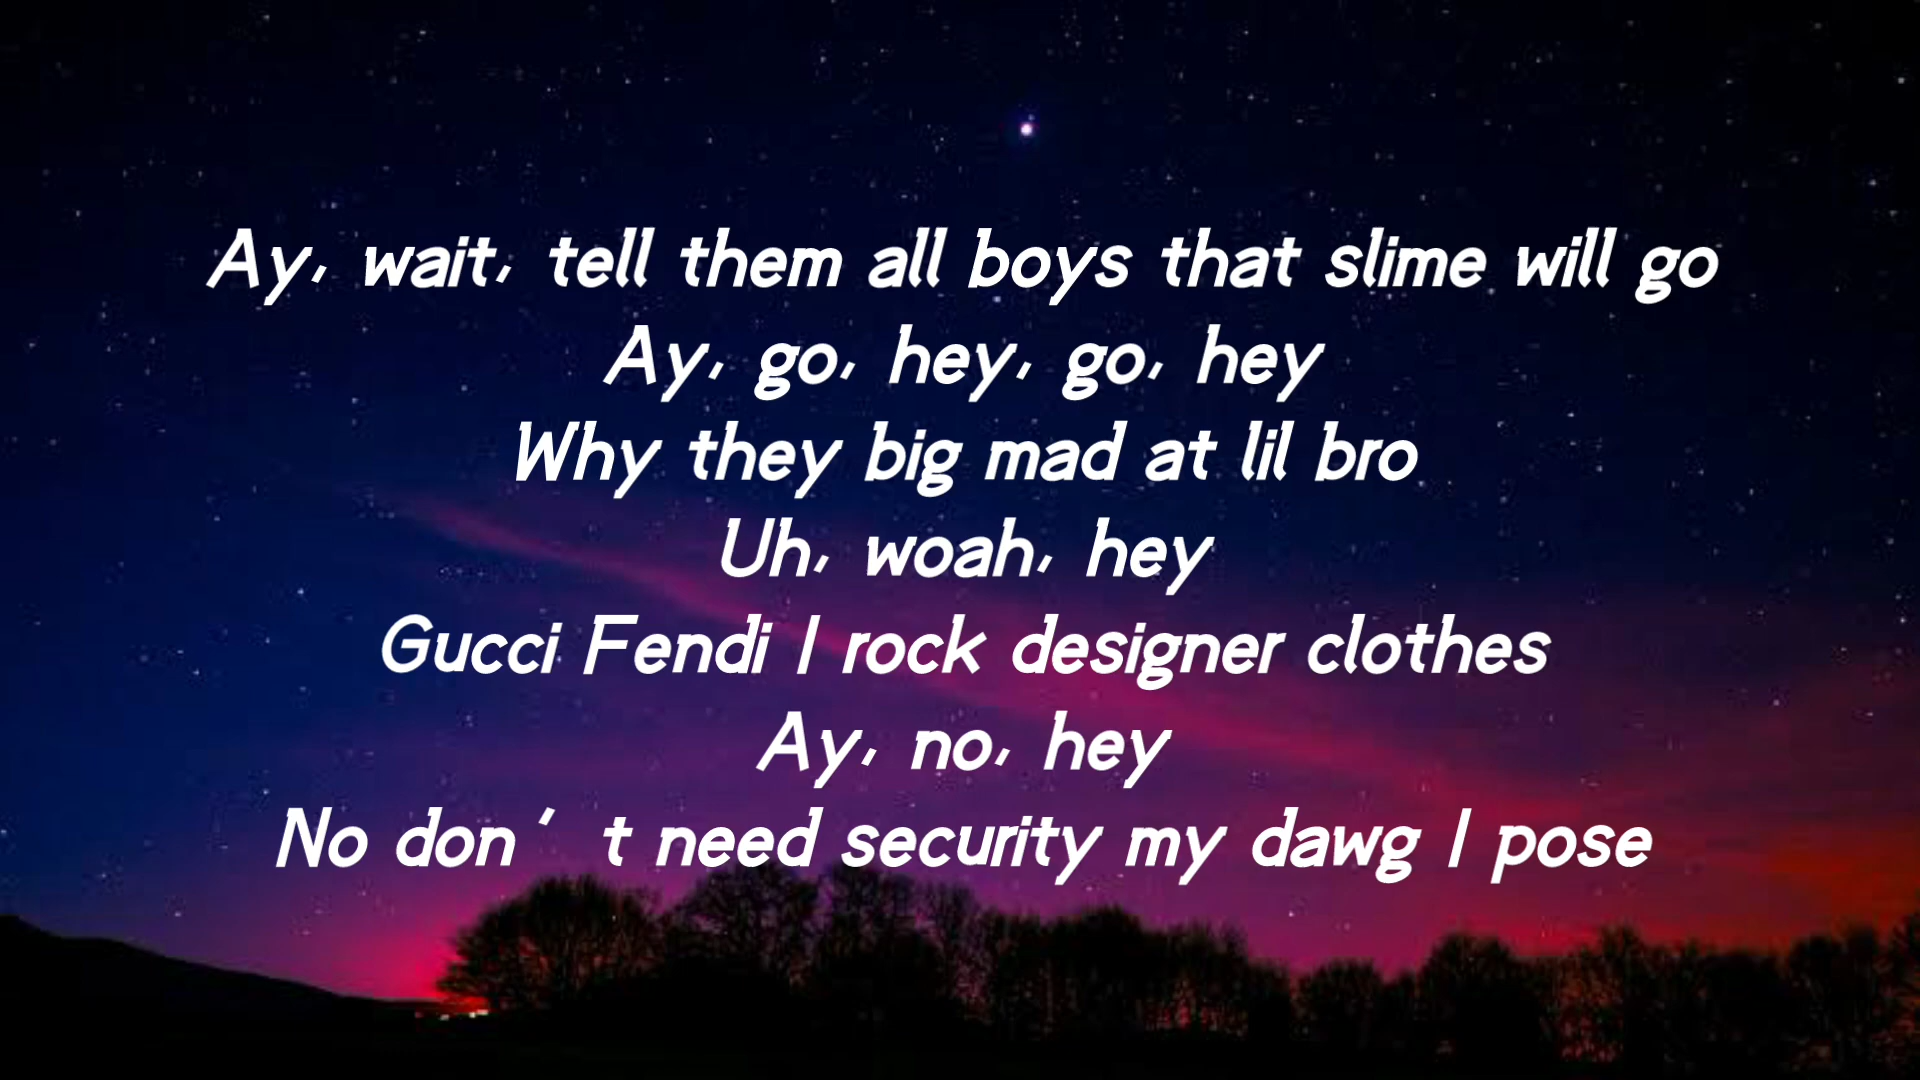 Ay, wait, tell them all boys that slime will go
Ay, go, hey, go, hey
Why they big mad at lil bro
Uh, woah, hey
Gucci Fendi I rock designer clothes
Ay, no, hey
No don’t need security my dawg I pose